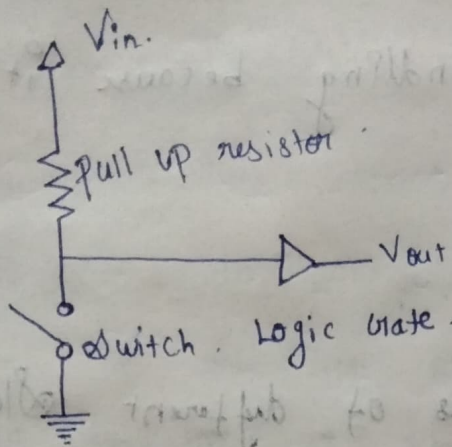 Vin.
Pull up resistor.
Vout
Switch. Logic Gate.